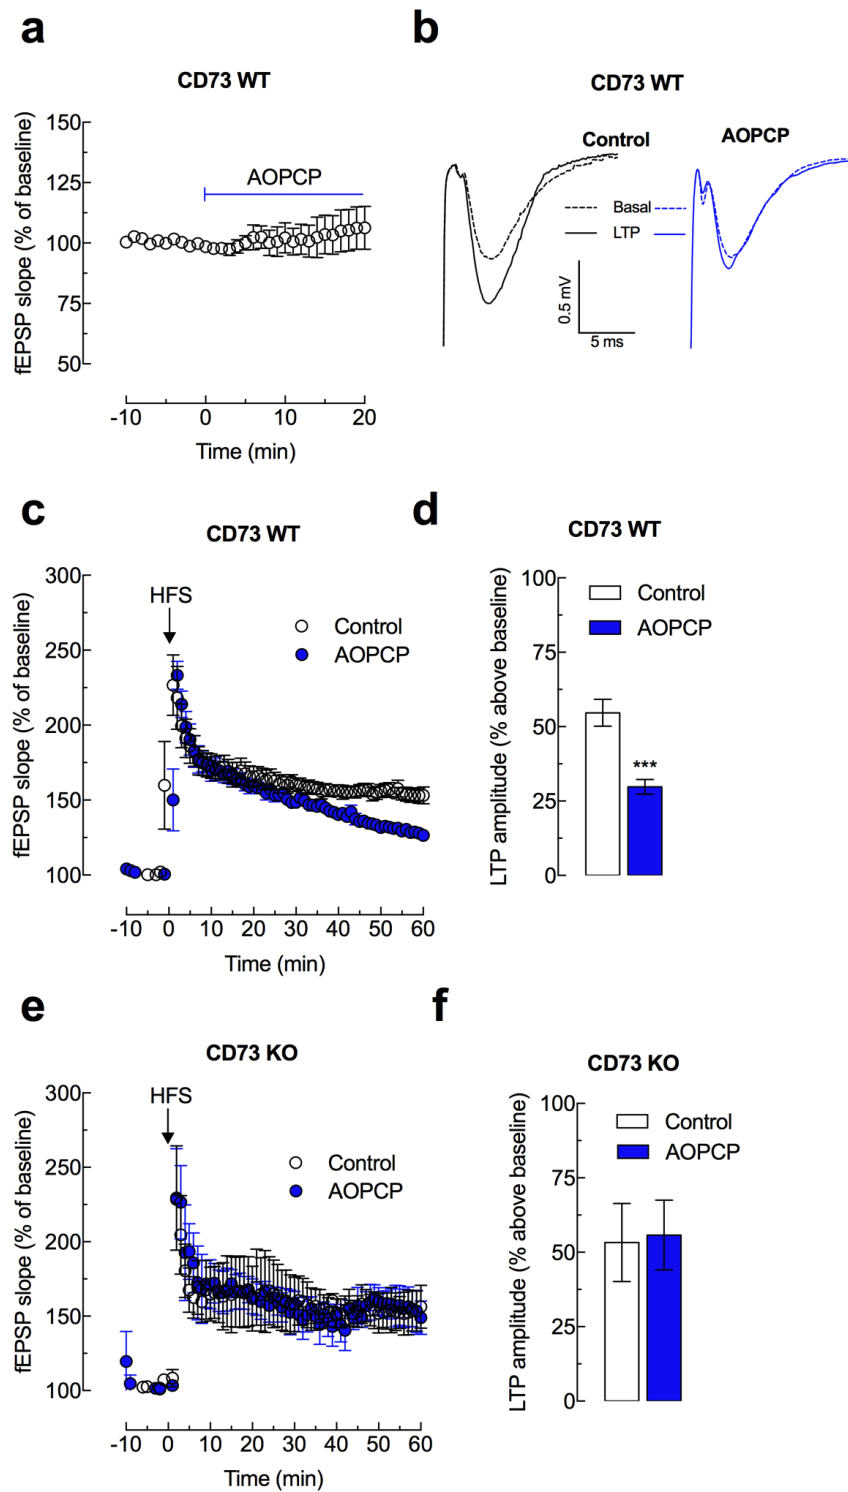 a
CD73 WT
fEPSP slope (% of baseline)
150
125
100
75
50
AOPCP
-10 0 10 20
Time (min)
b
CD73 WT
Control
AOPCP
Basal
LTP
0.5 mV
5 ms
c
CD73 WT
fEPSP slope (% of baseline)
300
250
200
150
100
HFS
Control
AOPCP
-10 0 10 20 30 40 50 60
Time (min)
d
CD73 WT
LTP amplitude (% above baseline)
100
75
50
25
0
Control
AOPCP
***
e
CD73 KO
fEPSP slope (% of baseline)
300
250
200
150
100
HFS
Control
AOPCP
-10 0 10 20 30 40 50 60
Time (min)
f
CD73 KO
LTP amplitude (% above baseline)
100
75
50
25
0
Control
AOPCP